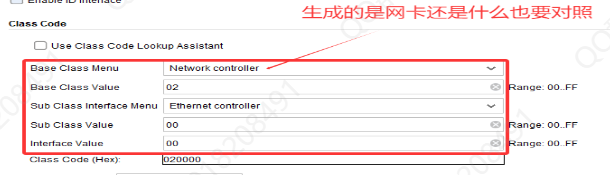 Enable ID Interface
生成的是网卡还是什么也要对照
Class Code
Use Class Code Lookup Assistant
Base Class Menu Network controller
Base Class Value 02 Range: 00..FF
Sub Class Interface Menu Ethernet controller
Sub Class Value 00 Range: 00..FF
Interface Value 00 Range: 00..FF
Class Code (Hex): 020000